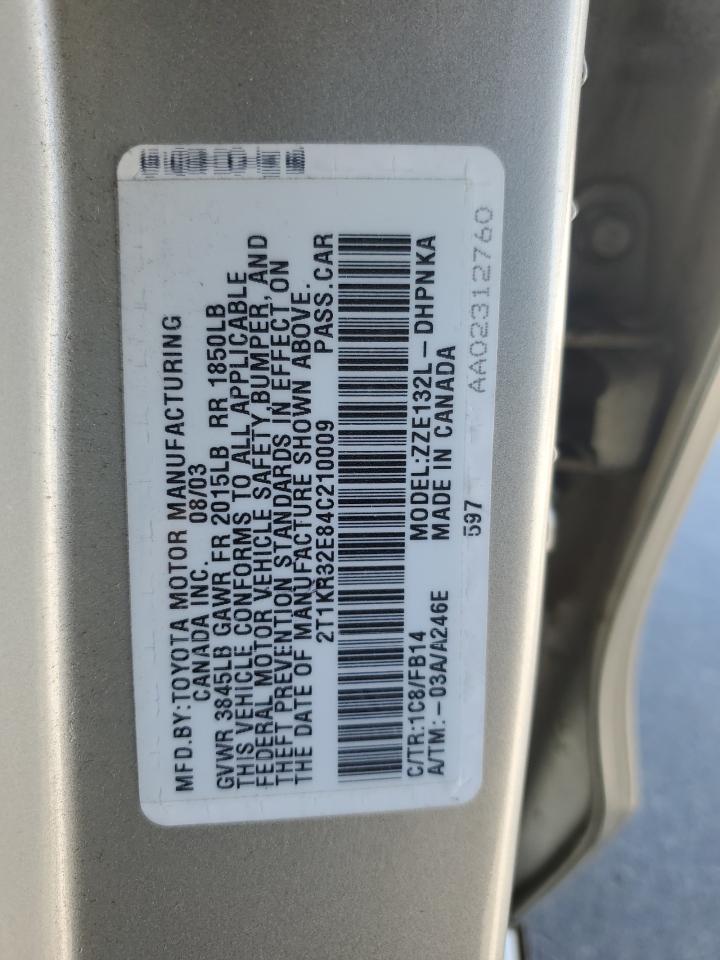 MFD.BY:TOYOTA MOTOR MANUFACTURING
CANADA INC. 08/03
GVWR 3845LB GAWR FR 2015LB RR 1850LB
THIS VEHICLE CONFORMS TO ALL APPLICABLE
FEDERAL MOTOR VEHICLE SAFETY,BUMPER, AND
THEFT PREVENTION STANDARDS IN EFFECT ON
THE DATE OF MANUFACTURE SHOWN ABOVE.
2T1KR32E84C210009 PASS.CAR
C/TR:1C8/FB14 MODEL:ZZE132L-DHPNKA
A/TM:-03A/A246E MADE IN CANADA
597 AA02312760